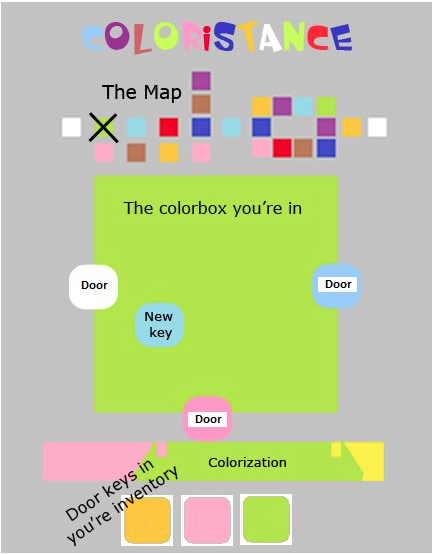 COLORiSTANCE
The Map
The colorbox you're in
Door
Door
New
key
Door
Colorization
Door keys in
you're inventory